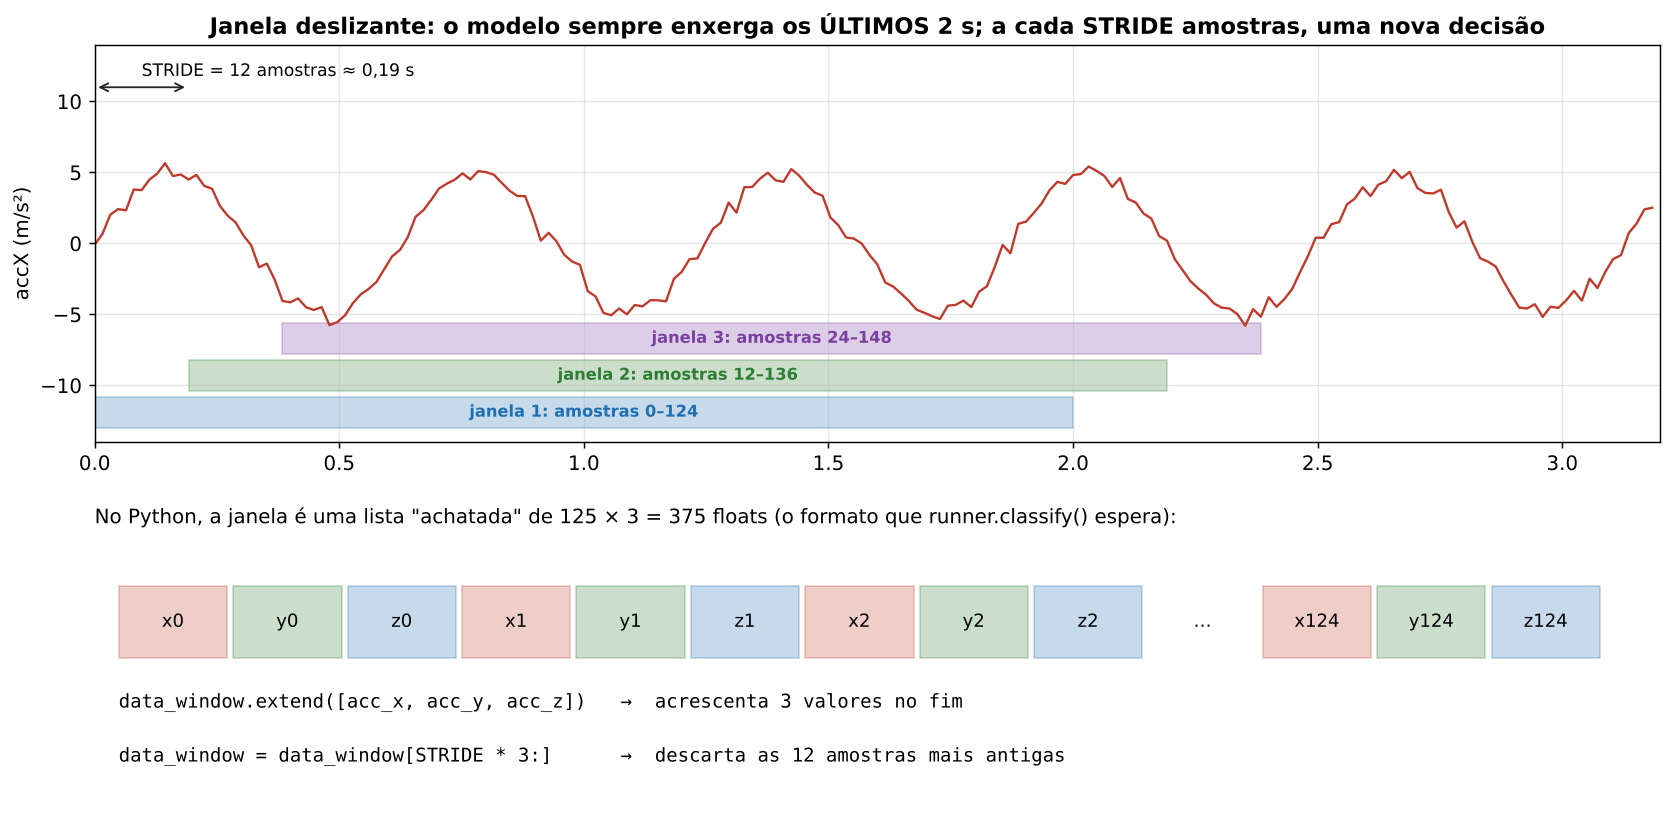 Janela deslizante: o modelo sempre enxerga os ÚLTIMOS 2 s; a cada STRIDE amostras, uma nova decisão
STRIDE = 12 amostras ≈ 0,19 s
accX (m/s²)
10
5
0
−5
−10
janela 3: amostras 24–148
janela 2: amostras 12–136
janela 1: amostras 0–124
0.0 0.5 1.0 1.5 2.0 2.5 3.0
No Python, a janela é uma lista "achatada" de 125 × 3 = 375 floats (o formato que runner.classify() espera):
x0 y0 z0 x1 y1 z1 x2 y2 z2 ... x124 y124 z124
data_window.extend([acc_x, acc_y, acc_z]) → acrescenta 3 valores no fim
data_window = data_window[STRIDE * 3:] → descarta as 12 amostras mais antigas